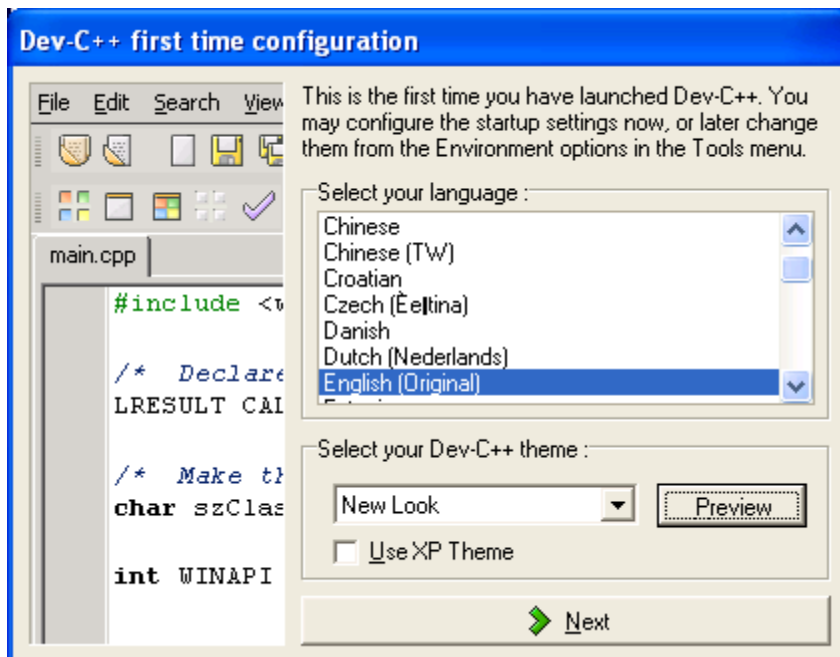 Dev-C++ first time configuration
File Edit Search View
main.cpp
#include <w
/* Declare
LRESULT CAL
/* Make th
char szClas
int WINAPI
This is the first time you have launched Dev-C++. You
may configure the startup settings now, or later change
them from the Environment options in the Tools menu.
Select your language :
Chinese
Chinese (TW)
Croatian
Czech (Èeština)
Danish
Dutch (Nederlands)
English (Original)
Select your Dev-C++ theme :
New Look
Preview
Use XP Theme
Next